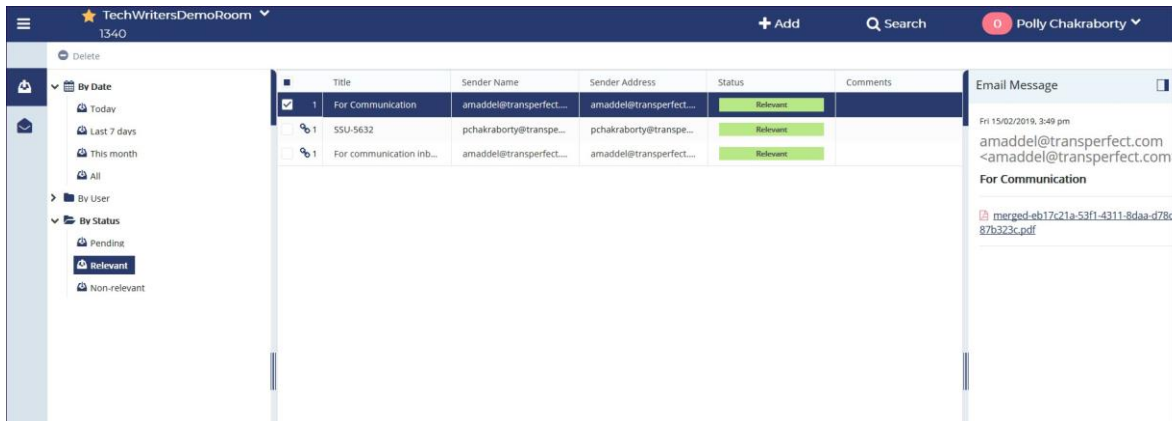 TechWritersDemoRoom
1340
Add
Search
0 Polly Chakraborty
Delete
By Date
Today
Last 7 days
This month
All
By User
By Status
Pending
Relevant
Non-relevant
Title Sender Name Sender Address Status Comments
1 For Communication amaddel@transperfect.... amaddel@transperfect.... Relevant
1 SSU-5632 pchakraborty@transpe... pchakraborty@transpe... Relevant
1 For communication inb... amaddel@transperfect.... amaddel@transperfect.... Relevant
Email Message
Fri 15/02/2019, 3:49 pm
amaddel@transperfect.com
<amaddel@transperfect.com
For Communication
merged-eb17c21a-53f1-4311-8daa-d78c
87b323c.pdf